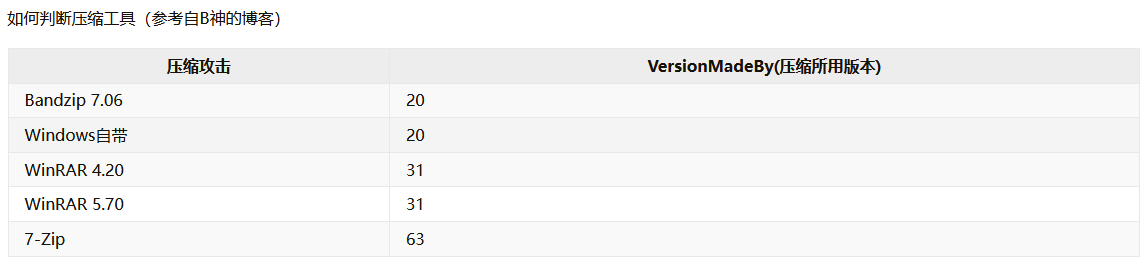 如何判断压缩工具（参考自B神的博客）
压缩攻击 VersionMadeBy(压缩所用版本)
Bandzip 7.06 20
Windows自带 20
WinRAR 4.20 31
WinRAR 5.70 31
7-Zip 63